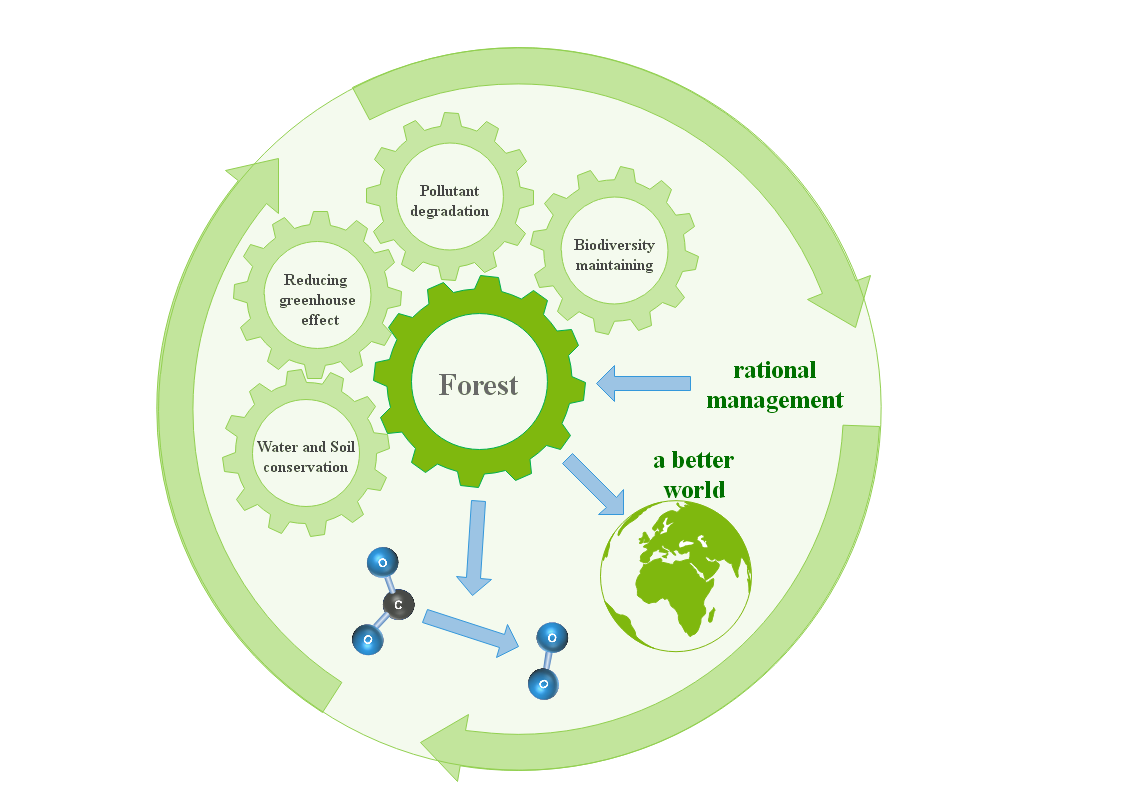 Pollutant
degradation
Biodiversity
maintaining
Reducing
greenhouse
effect
Forest
rational
management
Water and Soil
conservation
a better
world
O
C
O
O
O